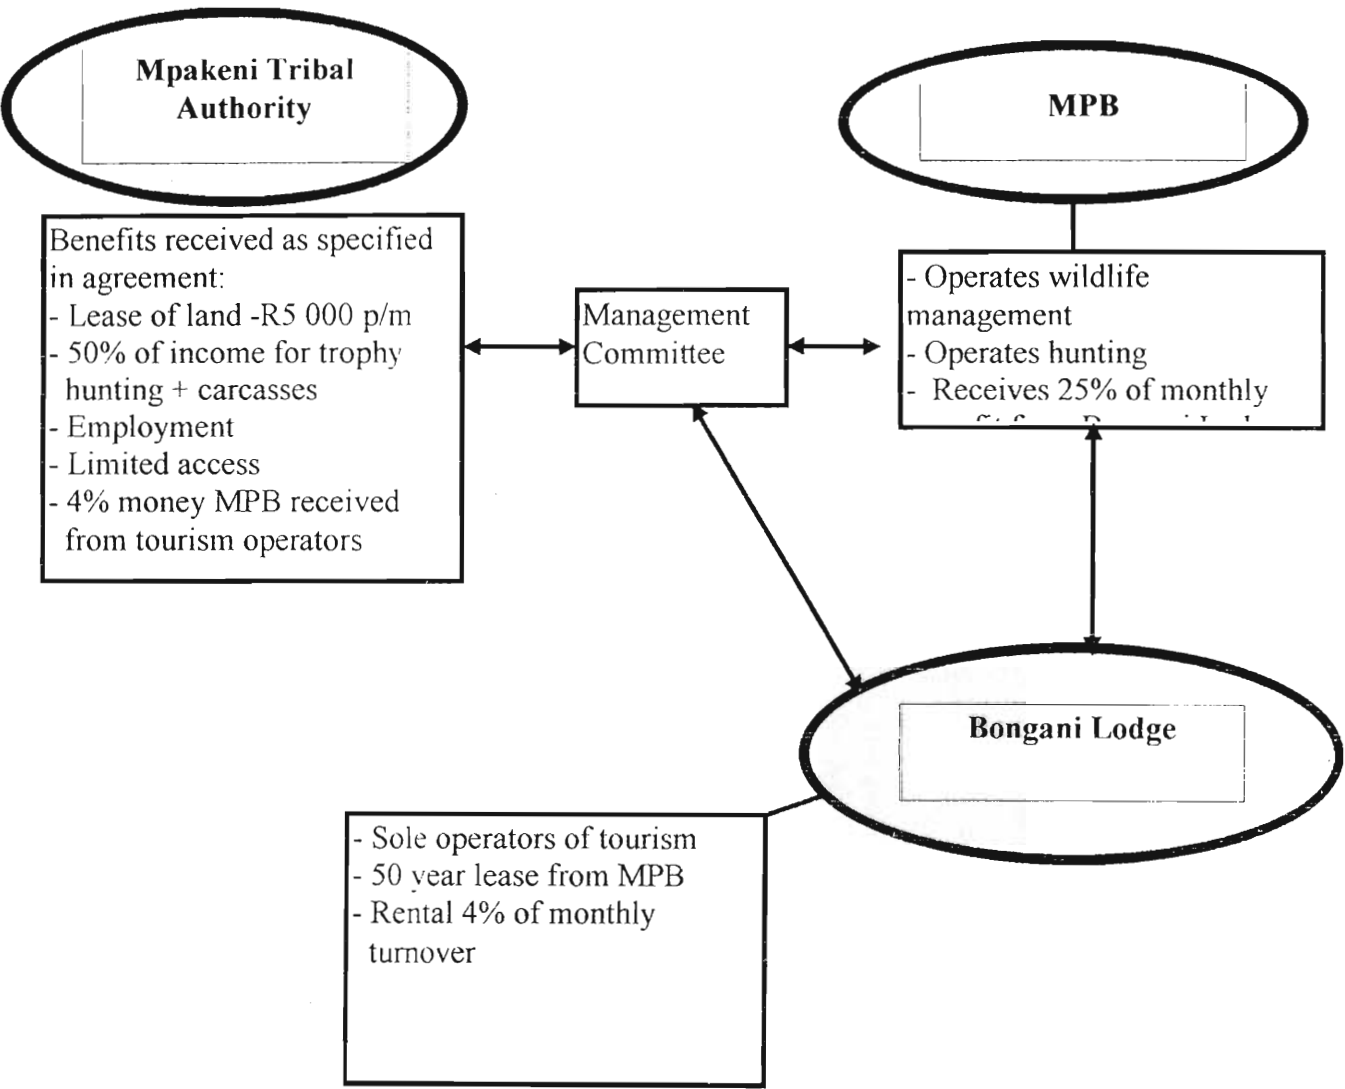 Mpakeni Tribal
Authority
MPB
Benefits received as specified
in agreement:
- Lease of land -R5 000 p/m
- 50% of income for trophy
hunting + carcasses
- Employment
- Limited access
- 4% money MPB received
from tourism operators
Management
Committee
- Operates wildlife
management
- Operates hunting
- Receives 25% of monthly
Bongani Lodge
- Sole operators of tourism
- 50 year lease from MPB
- Rental 4% of monthly
turnover